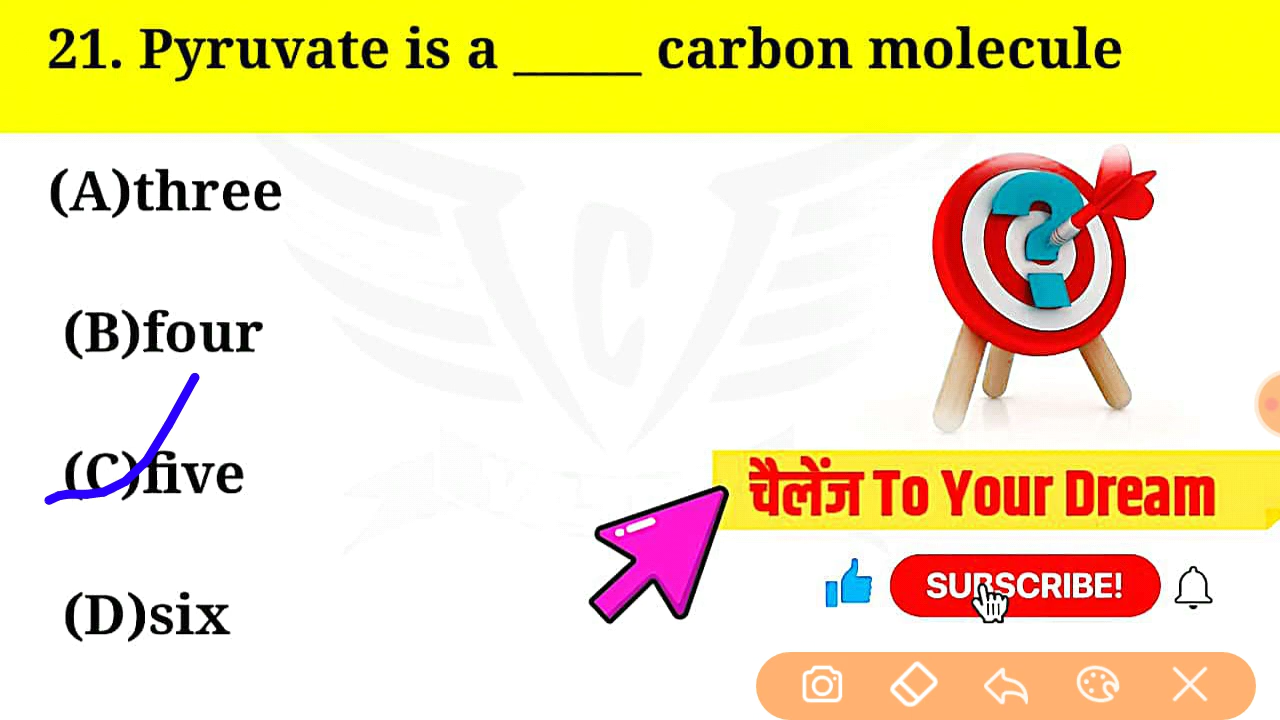 21. Pyruvate is a _____ carbon molecule
(A)three
(B)four
(C)five
(D)six
चैलेंज To Your Dream
SUBSCRIBE!